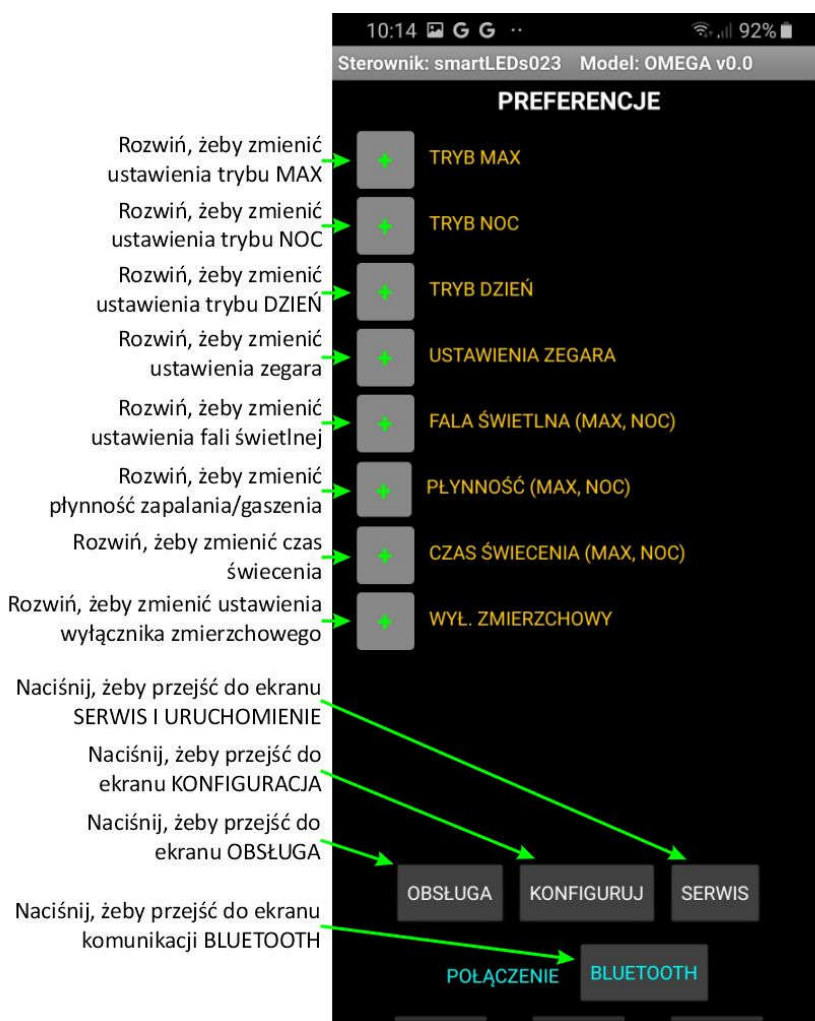 10:14 G G ·· 92%
Sterownik: smartLEDs023 Model: OMEGA v0.0
PREFERENCJE
Rozwiń, żeby zmienić
ustawienia trybu MAX
+ TRYB MAX
Rozwiń, żeby zmienić
ustawienia trybu NOC
+ TRYB NOC
Rozwiń, żeby zmienić
ustawienia trybu DZIEŃ
+ TRYB DZIEŃ
Rozwiń, żeby zmienić
ustawienia zegara
+ USTAWIENIA ZEGARA
Rozwiń, żeby zmienić
ustawienia fali świetlnej
+ FALA ŚWIETLNA (MAX, NOC)
Rozwiń, żeby zmienić
płynność zapalania/gaszenia
+ PŁYNNOŚĆ (MAX, NOC)
Rozwiń, żeby zmienić czas
świecenia
+ CZAS ŚWIECENIA (MAX, NOC)
Rozwiń, żeby zmienić ustawienia
wyłącznika zmierzchowego
+ WYŁ. ZMIERZCHOWY
Naciśnij, żeby przejść do ekranu
SERWIS I URUCHOMIENIE
Naciśnij, żeby przejść do
ekranu KONFIGURACJA
Naciśnij, żeby przejść do
ekranu OBSŁUGA
OBSŁUGA KONFIGURUJ SERWIS
Naciśnij, żeby przejść do ekranu
komunikacji BLUETOOTH
POŁĄCZENIE BLUETOOTH